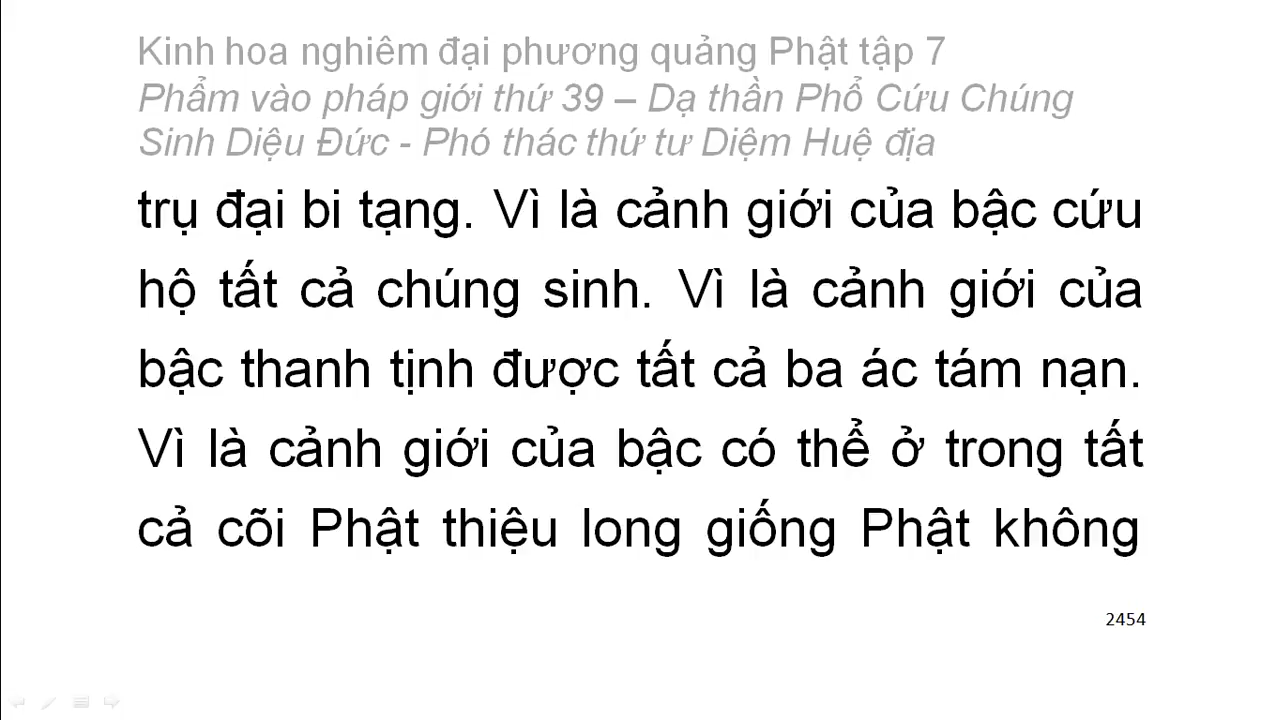 Kinh hoa nghiêm đại phương quảng Phật tập 7
Phẩm vào pháp giới thứ 39 – Dạ thần Phổ Cứu Chúng
Sinh Diệu Đức - Phó thác thứ tư Diệm Huệ địa
trụ đại bi tạng. Vì là cảnh giới của bậc cứu
hộ tất cả chúng sinh. Vì là cảnh giới của
bậc thanh tịnh được tất cả ba ác tám nạn.
Vì là cảnh giới của bậc có thể ở trong tất
cả cõi Phật thiệu long giống Phật không
2454